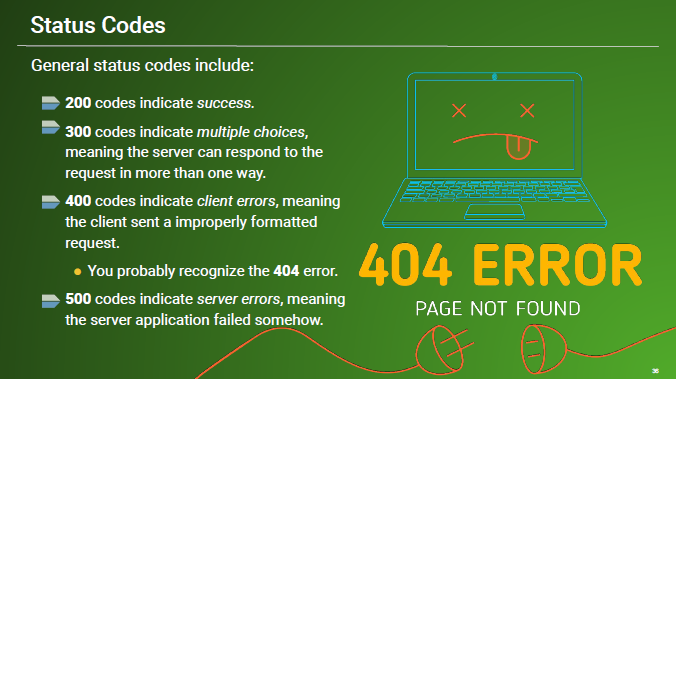 Status Codes
General status codes include:
200 codes indicate success.
300 codes indicate multiple choices,
meaning the server can respond to the
request in more than one way.
400 codes indicate client errors, meaning
the client sent a improperly formatted
request.
You probably recognize the 404 error.
500 codes indicate server errors, meaning
the server application failed somehow.
404 ERROR
PAGE NOT FOUND